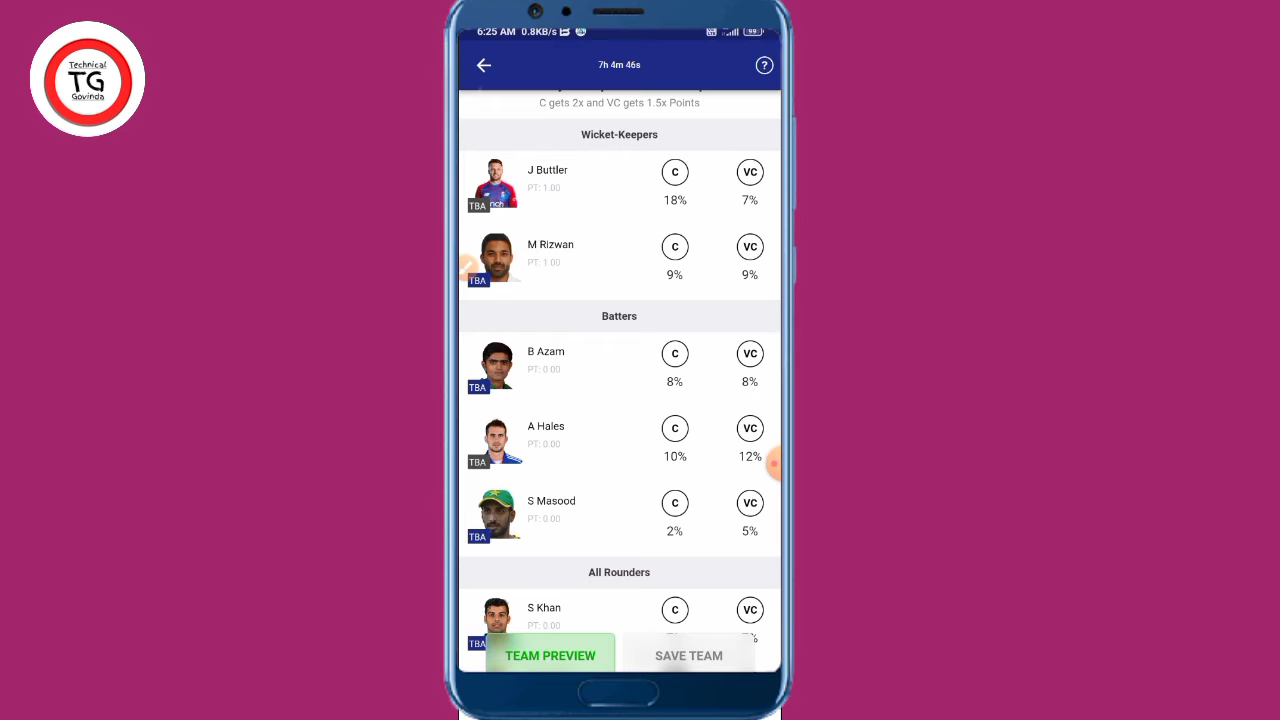 Technical
TG
Govinda
6:25 AM 0.8KB/s
99
7h 4m 46s
?
C gets 2x and VC gets 1.5x Points
Wicket-Keepers
J Buttler
PT: 1.00
TBA
C
VC
18%
7%
M Rizwan
PT: 1.00
TBA
C
VC
9%
9%
Batters
B Azam
PT: 0.00
TBA
C
VC
8%
8%
A Hales
PT: 0.00
TBA
C
VC
10%
12%
S Masood
PT: 0.00
TBA
C
VC
2%
5%
All Rounders
S Khan
PT: 0.00
TBA
C
VC
TEAM PREVIEW
SAVE TEAM